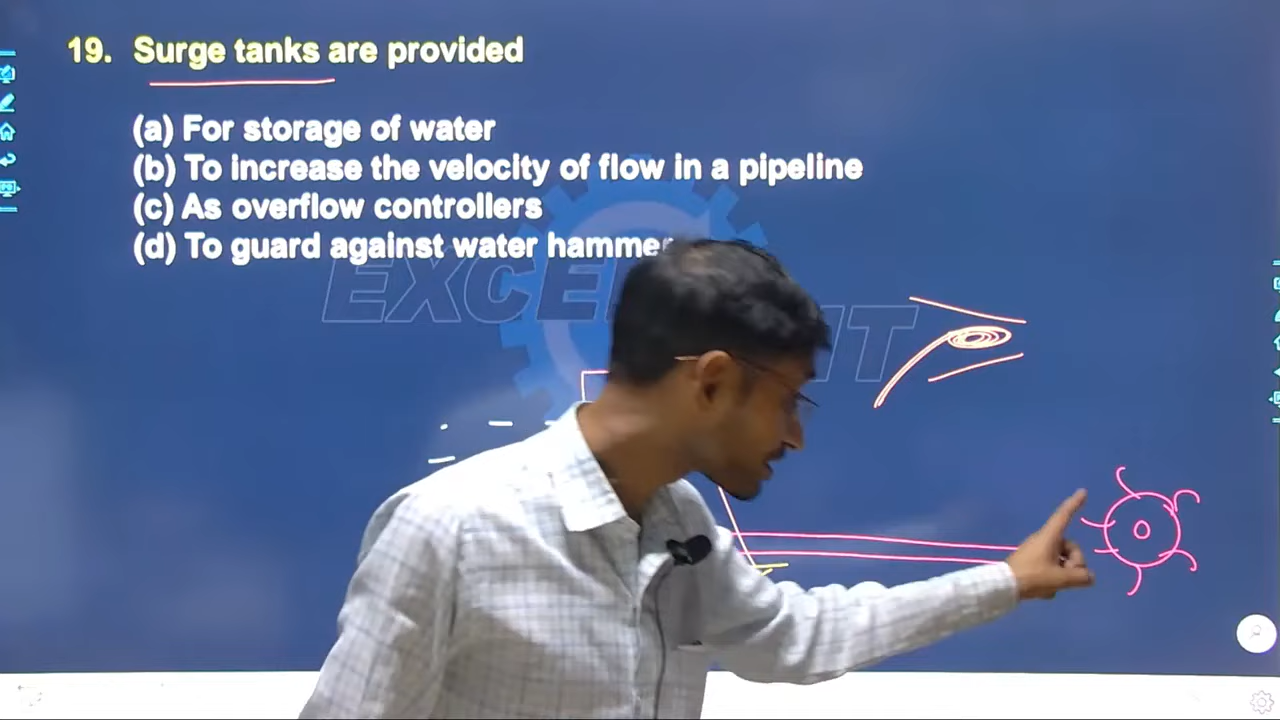 19. Surge tanks are provided
(a) For storage of water
(b) To increase the velocity of flow in a pipeline
(c) As overflow controllers
(d) To guard against water hammer